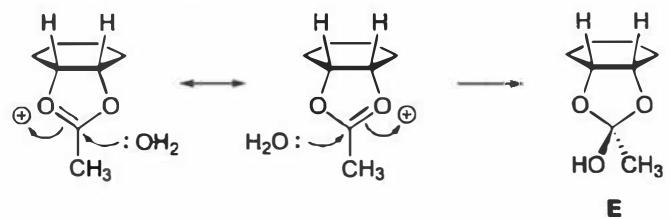 H H H H H H
⊕ O O :OH₂ H₂O: O O ⊕ O O
CH₃ CH₃ HO CH₃
E